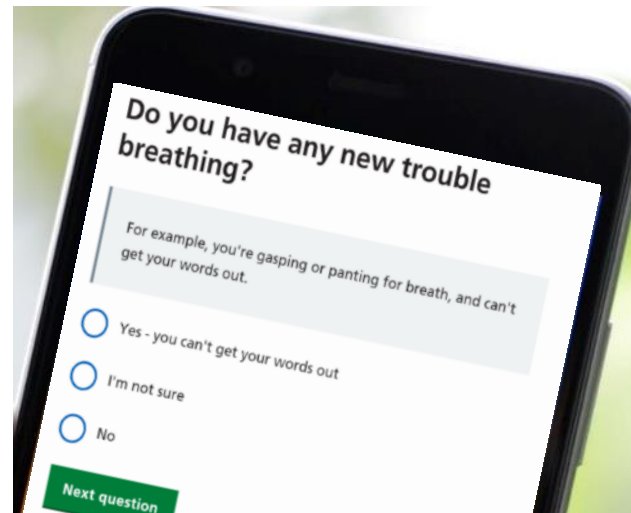 Do you have any new trouble
breathing?
For example, you're gasping or panting for breath, and can't
get your words out.
Yes - you can't get your words out
I'm not sure
No
Next question